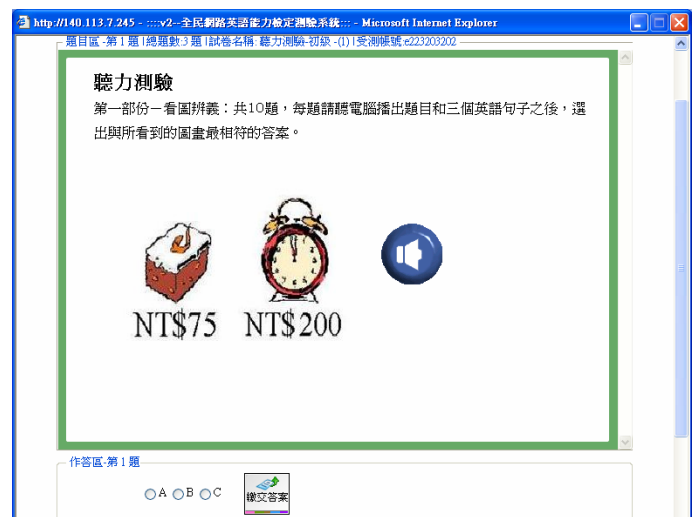 http://140.113.7.245 - ::::v2--全民網路英語能力檢定測驗系統::: - Microsoft Internet Explorer
題目區-第1題|總題數:3 題|試卷名稱:聽力測驗-初級-(1)|受測帳號:e223203202
聽力測驗
第一部份－看圖辨義：共10題，每題請聽電腦播出題目和三個英語句子之後，選
出與所看到的圖畫最相符的答案。
NT$75 NT$200
作答區-第1題
A B C
繳交答案